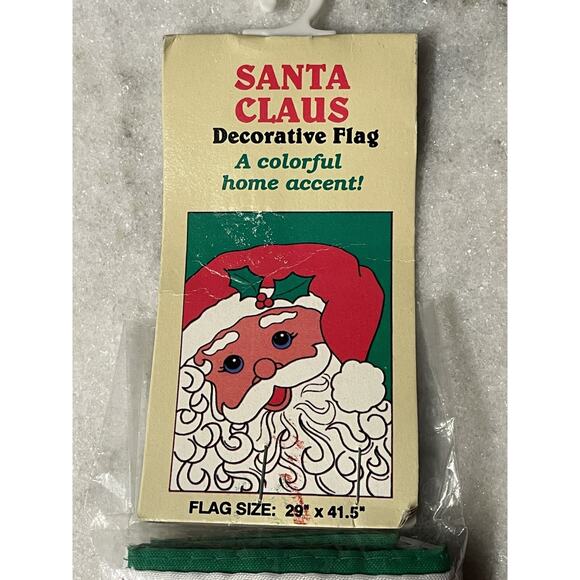 SANTA
CLAUS
Decorative Flag
A colorful
home accent!
FLAG SIZE: 29" x 41.5"